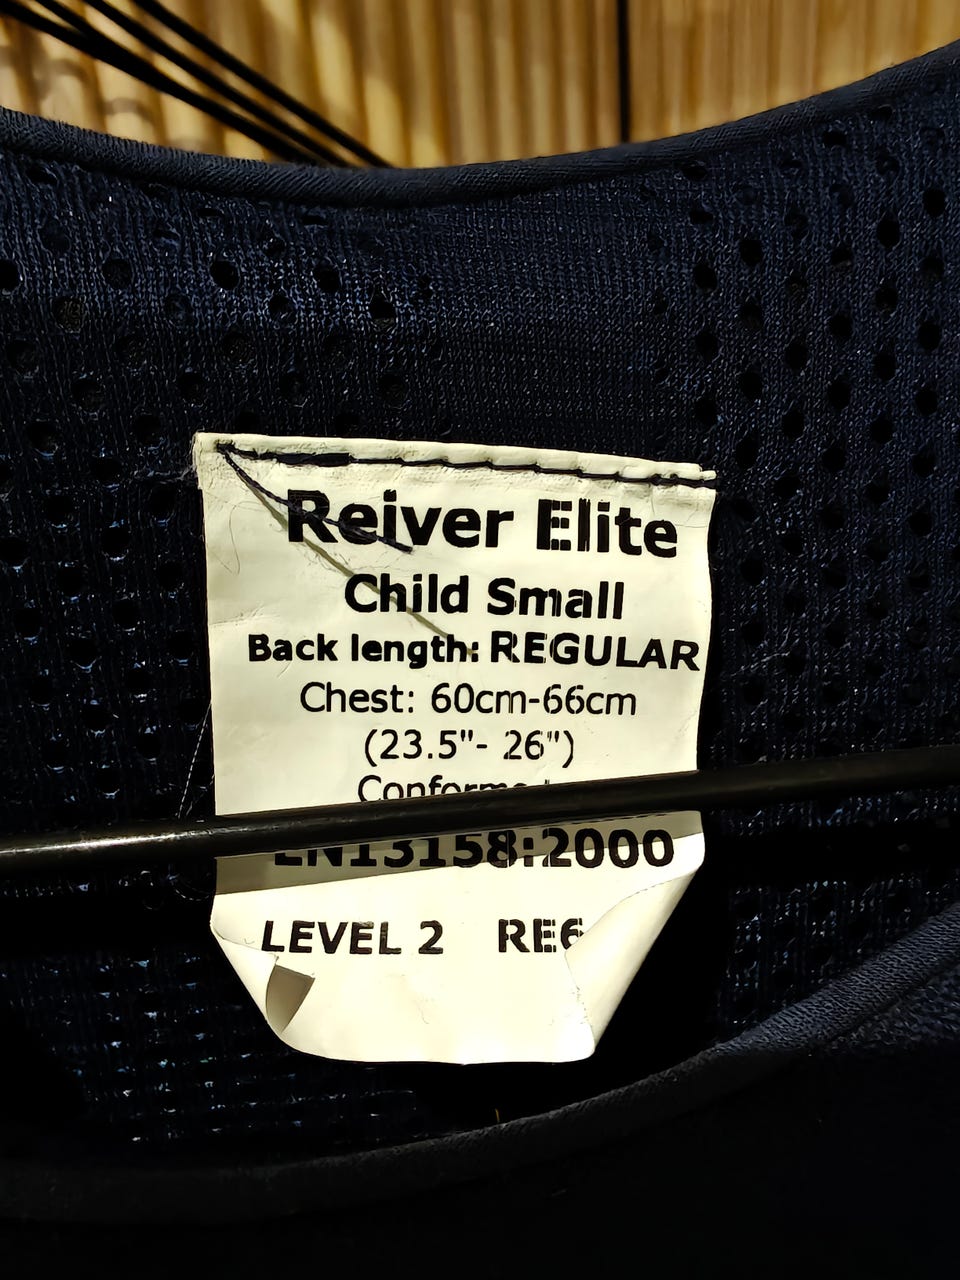 Reiver Elite
Child Small
Back length: REGULAR
Chest: 60cm-66cm
(23.5"- 26")
EN13158:2000
LEVEL 2 RE6